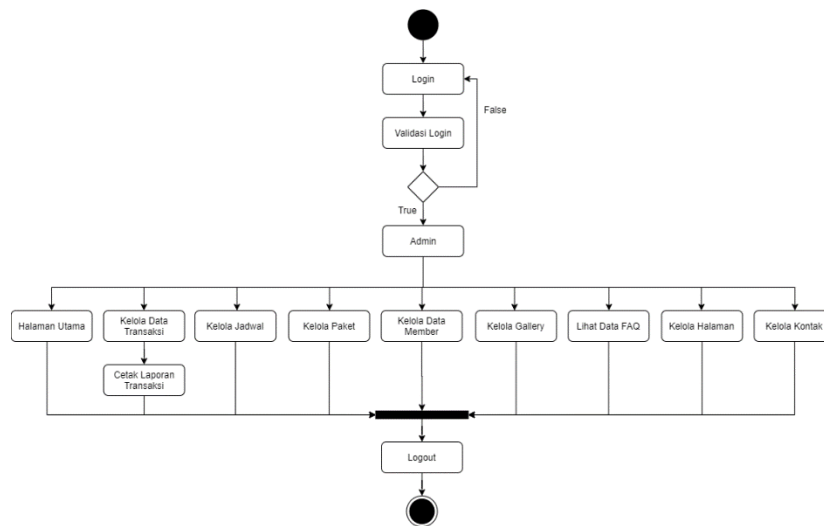 Login
False
Validasi Login
True
Admin
Halaman Utama
Kelola Data
Transaksi
Kelola Jadwal
Kelola Paket
Kelola Data
Member
Kelola Gallery
Lihat Data FAQ
Kelola Halaman
Kelola Kontak
Cetak Laporan
Transaksi
Logout